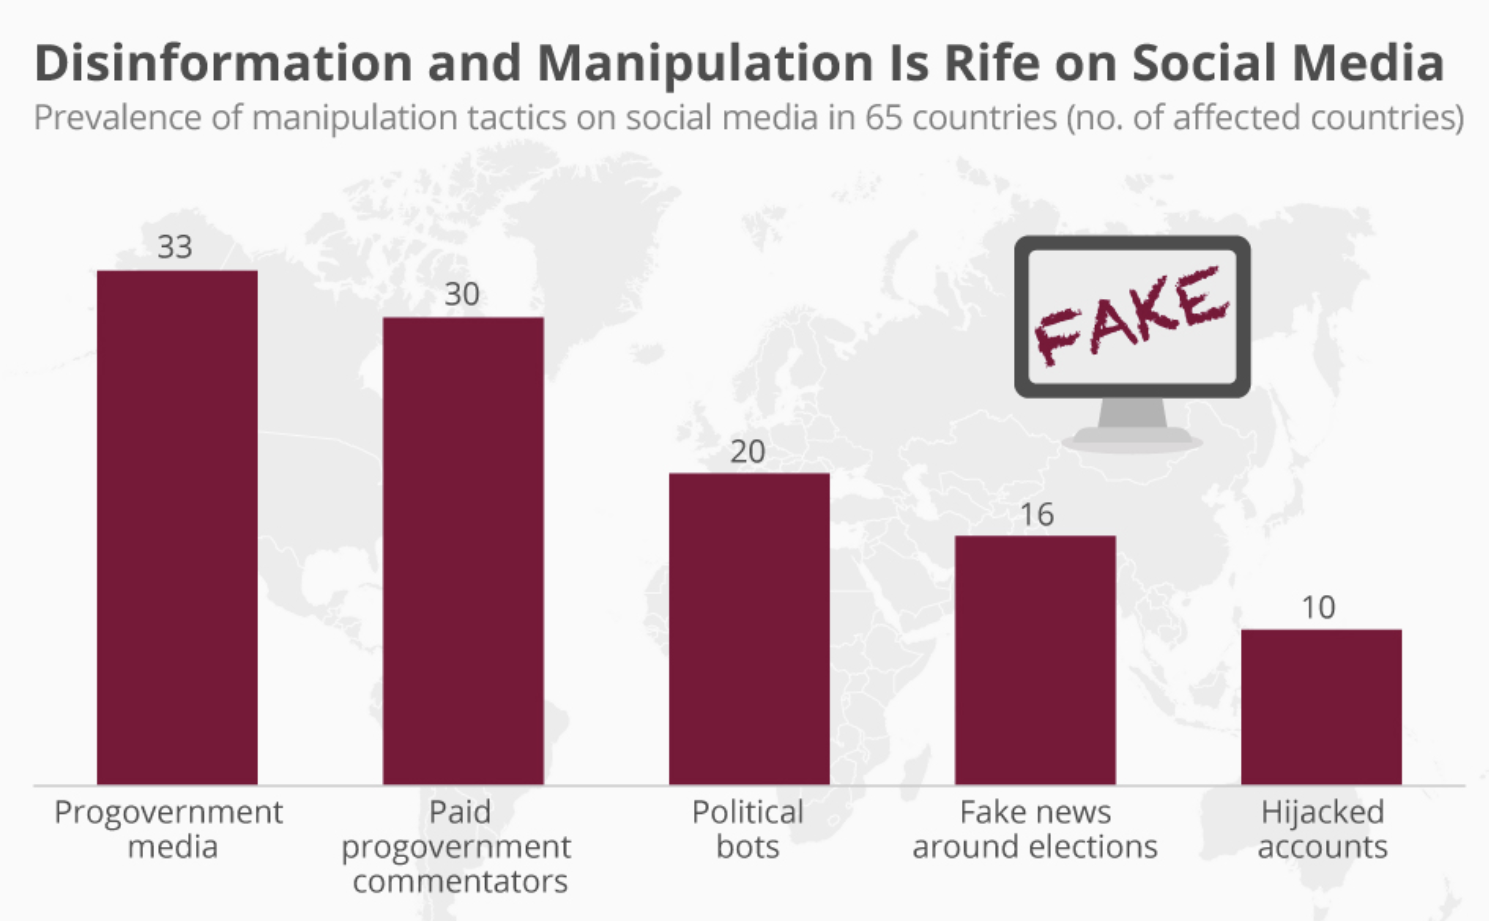 Disinformation and Manipulation Is Rife on Social Media
Prevalence of manipulation tactics on social media in 65 countries (no. of affected countries)
33
30
20
16
10
FAKE
Progovernment
media
Paid
progovernment
commentators
Political
bots
Fake news
around elections
Hijacked
accounts